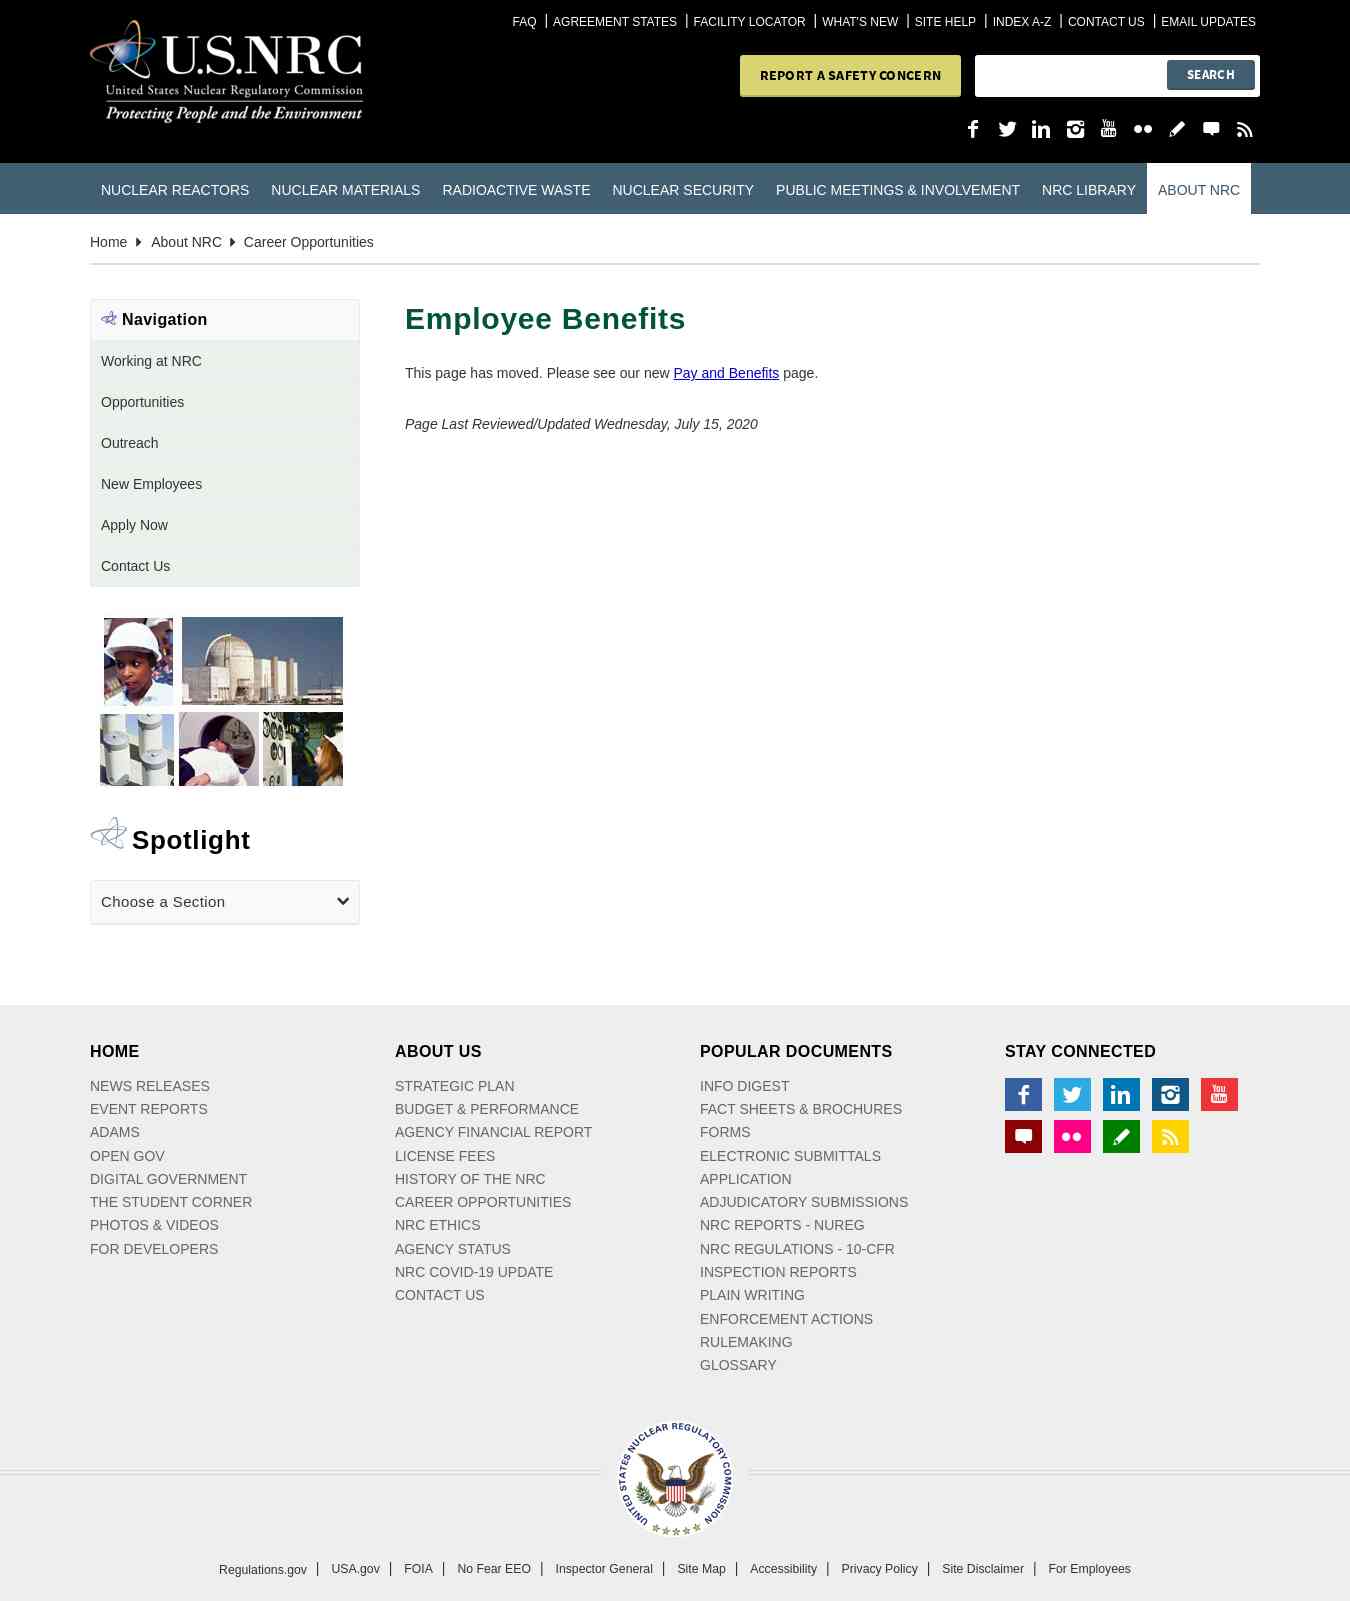 FAQ | AGREEMENT STATES | FACILITY LOCATOR | WHAT'S NEW | SITE HELP | INDEX A-Z | CONTACT US | EMAIL UPDATES
U.S.NRC
United States Nuclear Regulatory Commission
Protecting People and the Environment
REPORT A SAFETY CONCERN
SEARCH
NUCLEAR REACTORS NUCLEAR MATERIALS RADIOACTIVE WASTE NUCLEAR SECURITY PUBLIC MEETINGS & INVOLVEMENT NRC LIBRARY ABOUT NRC
Home About NRC Career Opportunities
Navigation
Working at NRC
Opportunities
Outreach
New Employees
Apply Now
Contact Us
Employee Benefits
This page has moved. Please see our new Pay and Benefits page.
Page Last Reviewed/Updated Wednesday, July 15, 2020
Spotlight
Choose a Section
HOME
NEWS RELEASES
EVENT REPORTS
ADAMS
OPEN GOV
DIGITAL GOVERNMENT
THE STUDENT CORNER
PHOTOS & VIDEOS
FOR DEVELOPERS
ABOUT US
STRATEGIC PLAN
BUDGET & PERFORMANCE
AGENCY FINANCIAL REPORT
LICENSE FEES
HISTORY OF THE NRC
CAREER OPPORTUNITIES
NRC ETHICS
AGENCY STATUS
NRC COVID-19 UPDATE
CONTACT US
POPULAR DOCUMENTS
INFO DIGEST
FACT SHEETS & BROCHURES
FORMS
ELECTRONIC SUBMITTALS
APPLICATION
ADJUDICATORY SUBMISSIONS
NRC REPORTS - NUREG
NRC REGULATIONS - 10-CFR
INSPECTION REPORTS
PLAIN WRITING
ENFORCEMENT ACTIONS
RULEMAKING
GLOSSARY
STAY CONNECTED
You Tube
UNITED STATES NUCLEAR REGULATORY COMMISSION
Regulations.gov | USA.gov | FOIA | No Fear EEO | Inspector General | Site Map | Accessibility | Privacy Policy | Site Disclaimer | For Employees